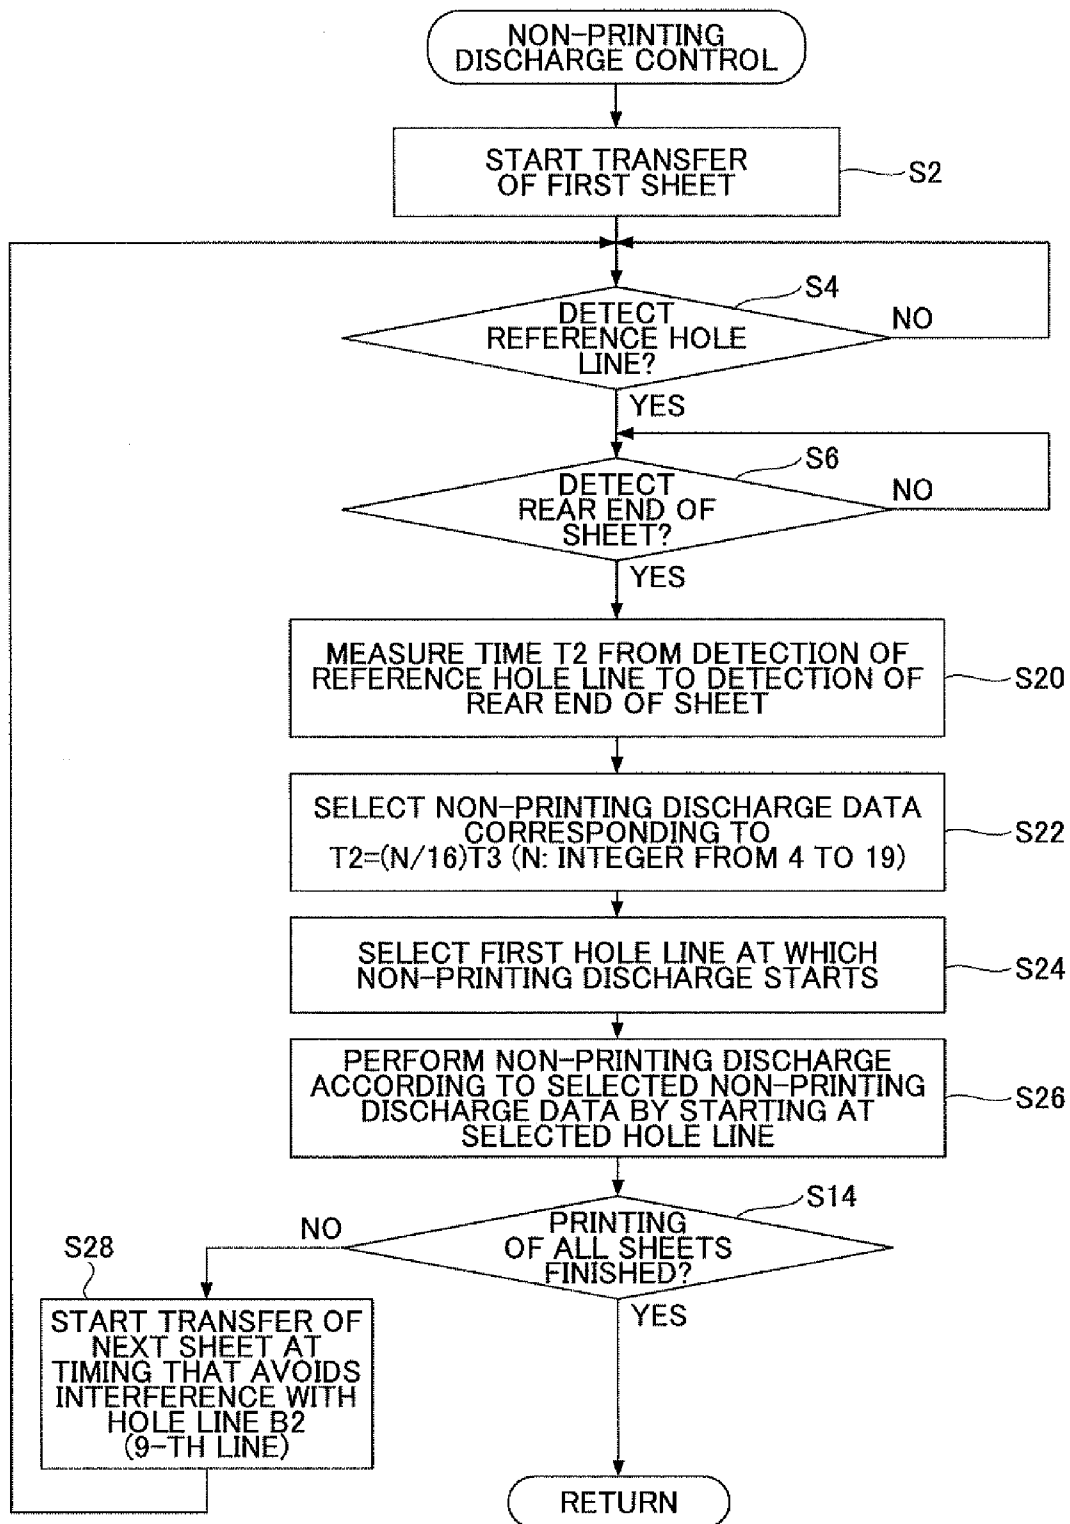 NON-PRINTING
DISCHARGE CONTROL
START TRANSFER
OF FIRST SHEET
S2
S4
DETECT
REFERENCE HOLE
LINE?
NO
YES
S6
DETECT
REAR END OF
SHEET?
NO
YES
MEASURE TIME T2 FROM DETECTION OF
REFERENCE HOLE LINE TO DETECTION OF
REAR END OF SHEET
S20
SELECT NON-PRINTING DISCHARGE DATA
CORRESPONDING TO
T2=(N/16)T3 (N: INTEGER FROM 4 TO 19)
S22
SELECT FIRST HOLE LINE AT WHICH
NON-PRINTING DISCHARGE STARTS
S24
PERFORM NON-PRINTING DISCHARGE
ACCORDING TO SELECTED NON-PRINTING
DISCHARGE DATA BY STARTING AT
SELECTED HOLE LINE
S26
S14
PRINTING
OF ALL SHEETS
FINISHED?
NO
YES
S28
START TRANSFER OF
NEXT SHEET AT
TIMING THAT AVOIDS
INTERFERENCE WITH
HOLE LINE B2
(9-TH LINE)
RETURN